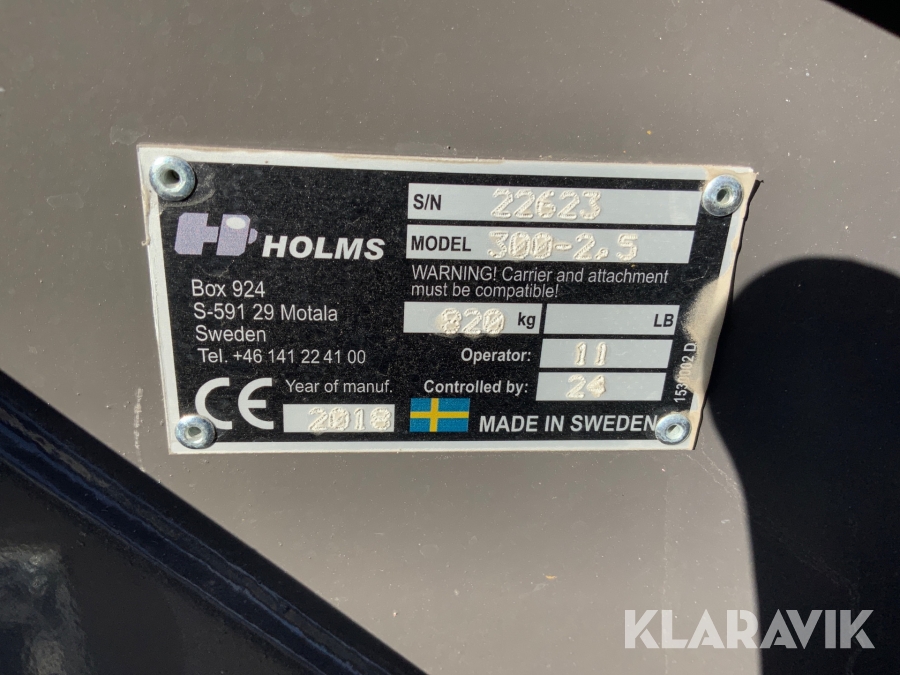 HOLMS
Box 924
S-591 29 Motala
Sweden
Tel. +46 141 22 41 00
CE Year of manuf. 2018
S/N 22623
MODEL 300-2,5
WARNING! Carrier and attachment
must be compatible!
820 kg LB
Operator: 11
Controlled by: 24
MADE IN SWEDEN
1530002 D
KLARAVIK